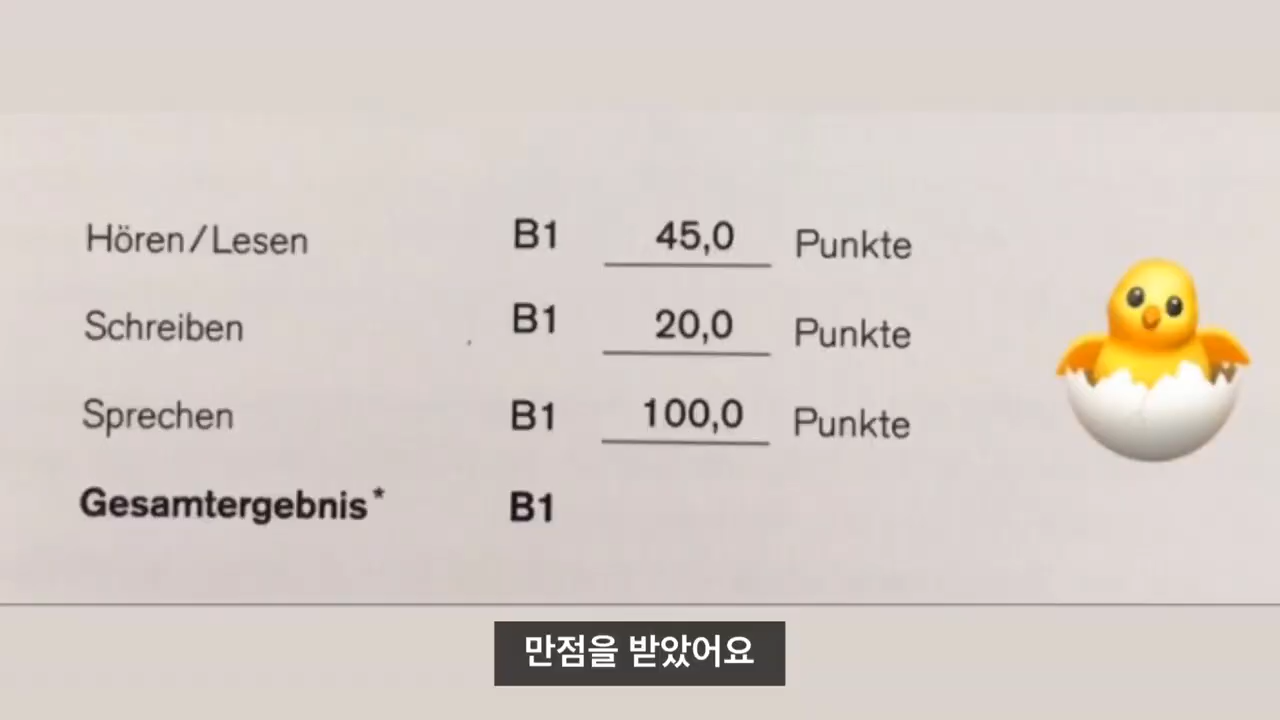 Hören/Lesen B1 45,0 Punkte
Schreiben B1 20,0 Punkte
Sprechen B1 100,0 Punkte
Gesamtergebnis* B1
만점을 받았어요